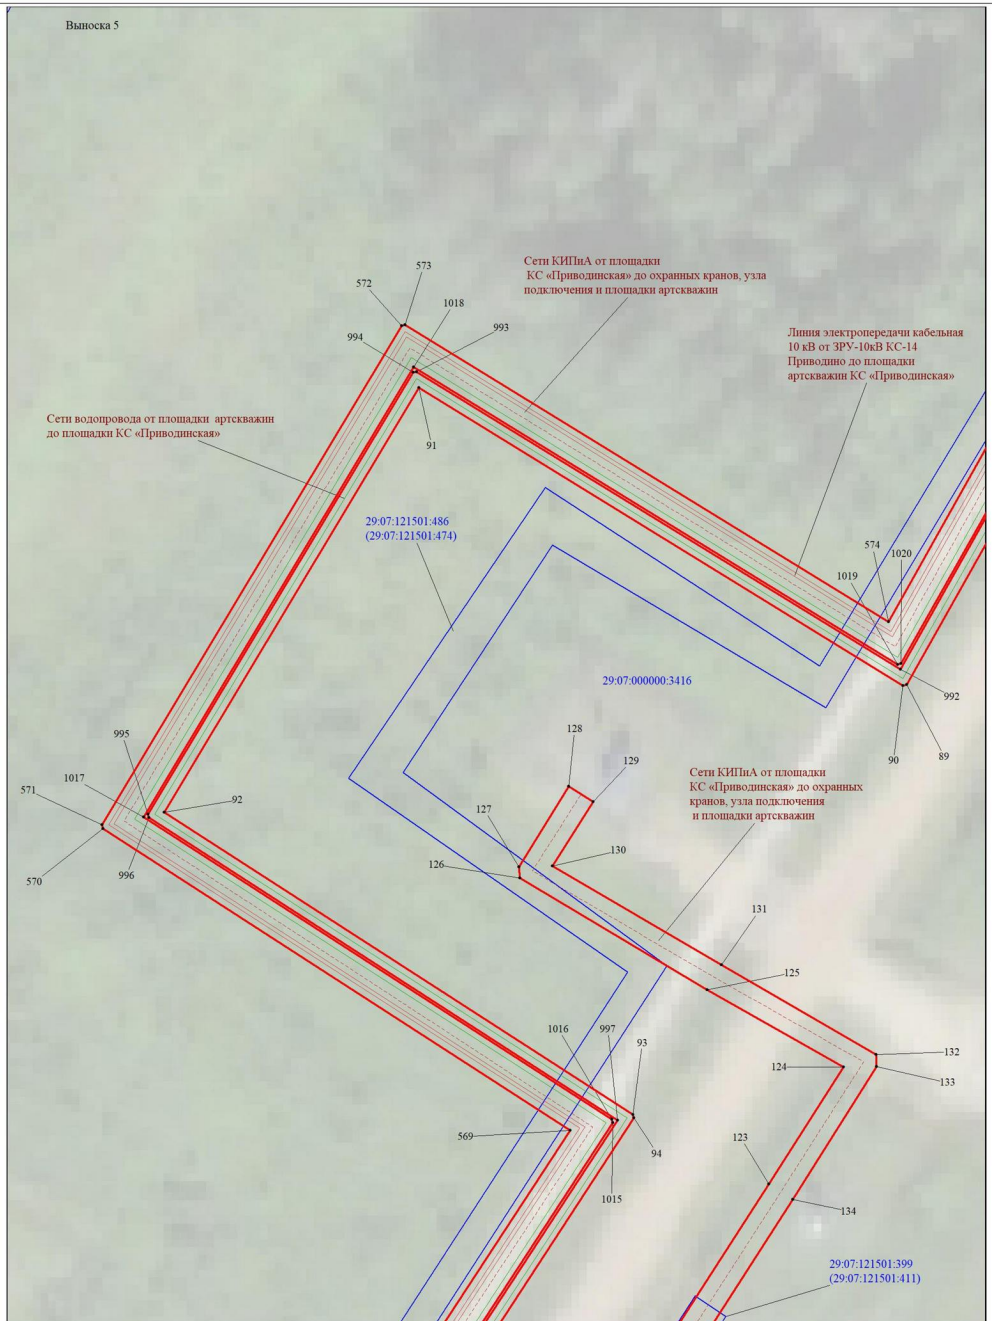 Выноска 5
573
572
1018
994
993
Сети КИПиА от площадки
КС «Приводинская» до охранных кранов, узла
подключения и площадки артскважин
Линия электропередачи кабельная
10 кВ от ЗРУ-10кВ КС-14
Приводино до площадки
артскважин КС «Приводинская»
Сети водопровода от площадки артскважин
до площадки КС «Приводинская»
91
29:07:121501:486
(29:07:121501:474)
574
1020
1019
29:07:000000:3416
992
90
89
995
1017
571
92
570
996
128
129
127
126
130
Сети КИПиА от площадки
КС «Приводинская» до охранных
кранов, узла подключения
и площадки артскважин
131
125
132
133
124
1016
997
93
569
94
1015
123
134
29:07:121501:399
(29:07:121501:411)